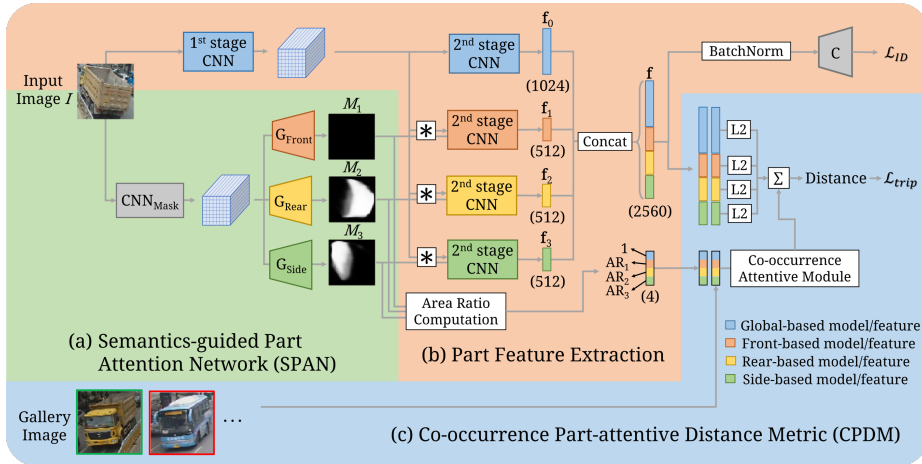 1st stage
CNN
Input
Image I
2nd stage
CNN
f0
(1024)
BatchNorm
C
ℒID
M1
GFront
*
2nd stage
CNN
f1
(512)
Concat
f
(2560)
L2
L2
L2
L2
Σ
Distance
ℒtrip
CNNMask
M2
GRear
*
2nd stage
CNN
f2
(512)
M3
GSide
*
2nd stage
CNN
f3
(512)
Area Ratio
Computation
1
AR1
AR2
AR3
(4)
Co-occurrence
Attentive Module
(a) Semantics-guided Part
Attention Network (SPAN)
(b) Part Feature Extraction
Global-based model/feature
Front-based model/feature
Rear-based model/feature
Side-based model/feature
Gallery
Image
...
(c) Co-occurrence Part-attentive Distance Metric (CPDM)